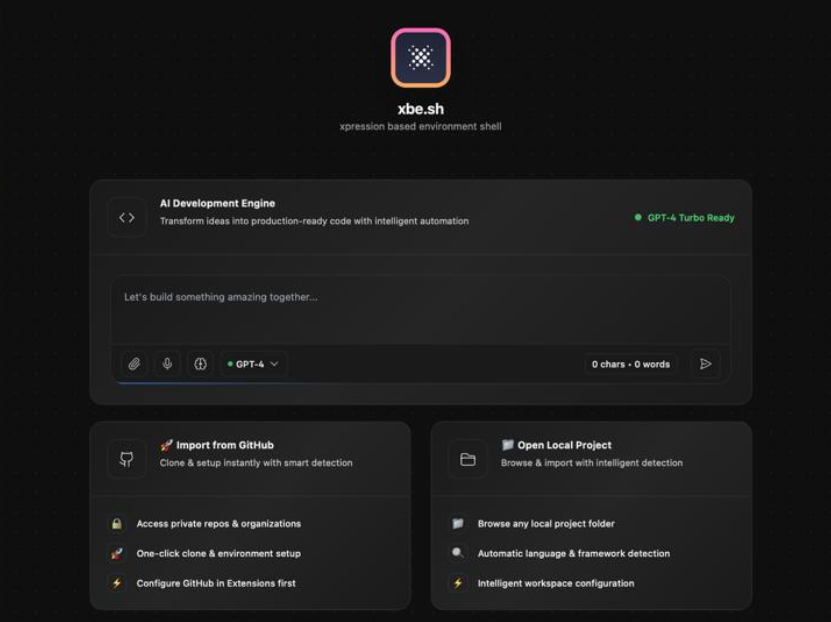 xbe.sh
xpression based environment shell
AI Development Engine
Transform ideas into production-ready code with intelligent automation
GPT-4 Turbo Ready
Let's build something amazing together...
GPT-4
0 chars • 0 words
🚀 Import from GitHub
Clone & setup instantly with smart detection
🔒 Access private repos & organizations
🚀 One-click clone & environment setup
⚡ Configure GitHub in Extensions first
📁 Open Local Project
Browse & import with intelligent detection
📁 Browse any local project folder
🔍 Automatic language & framework detection
⚡ Intelligent workspace configuration